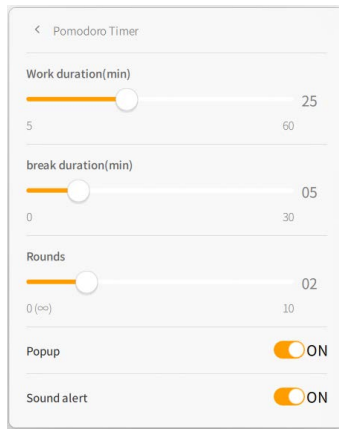 Pomodoro Timer
Work duration(min)
25
5 60
break duration(min)
05
0 30
Rounds
02
0 (∞) 10
Popup ON
Sound alert ON